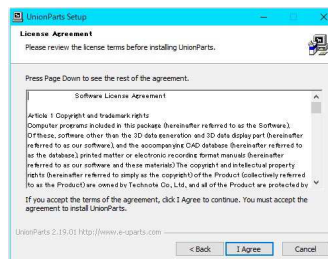 UnionParts Setup
License Agreement
Please review the license terms before installing UnionParts.
Press Page Down to see the rest of the agreement.
Software License Agreement
Article 1 Copyright and trademark rights
Computer programs included in this package (hereinafter referred to as the Software),
Of these, software other than the 3D data generation and 3D data display part (hereinafter
referred to as our software), and the accompanying CAD database (hereinafter referred to
as the database), printed matter or electronic recording format manuals (hereinafter
referred to as our software and these materials) The copyright and intellectual property
rights (hereinafter referred to simply as the copyright) of the Product (collectively referred
to as the Product) are owned by Technote Co., Ltd, and all of the Product are protected by
If you accept the terms of the agreement, click I Agree to continue. You must accept the
agreement to install UnionParts.
UnionParts 2.19.01 http://www.e-uparts.com
< Back
I Agree
Cancel